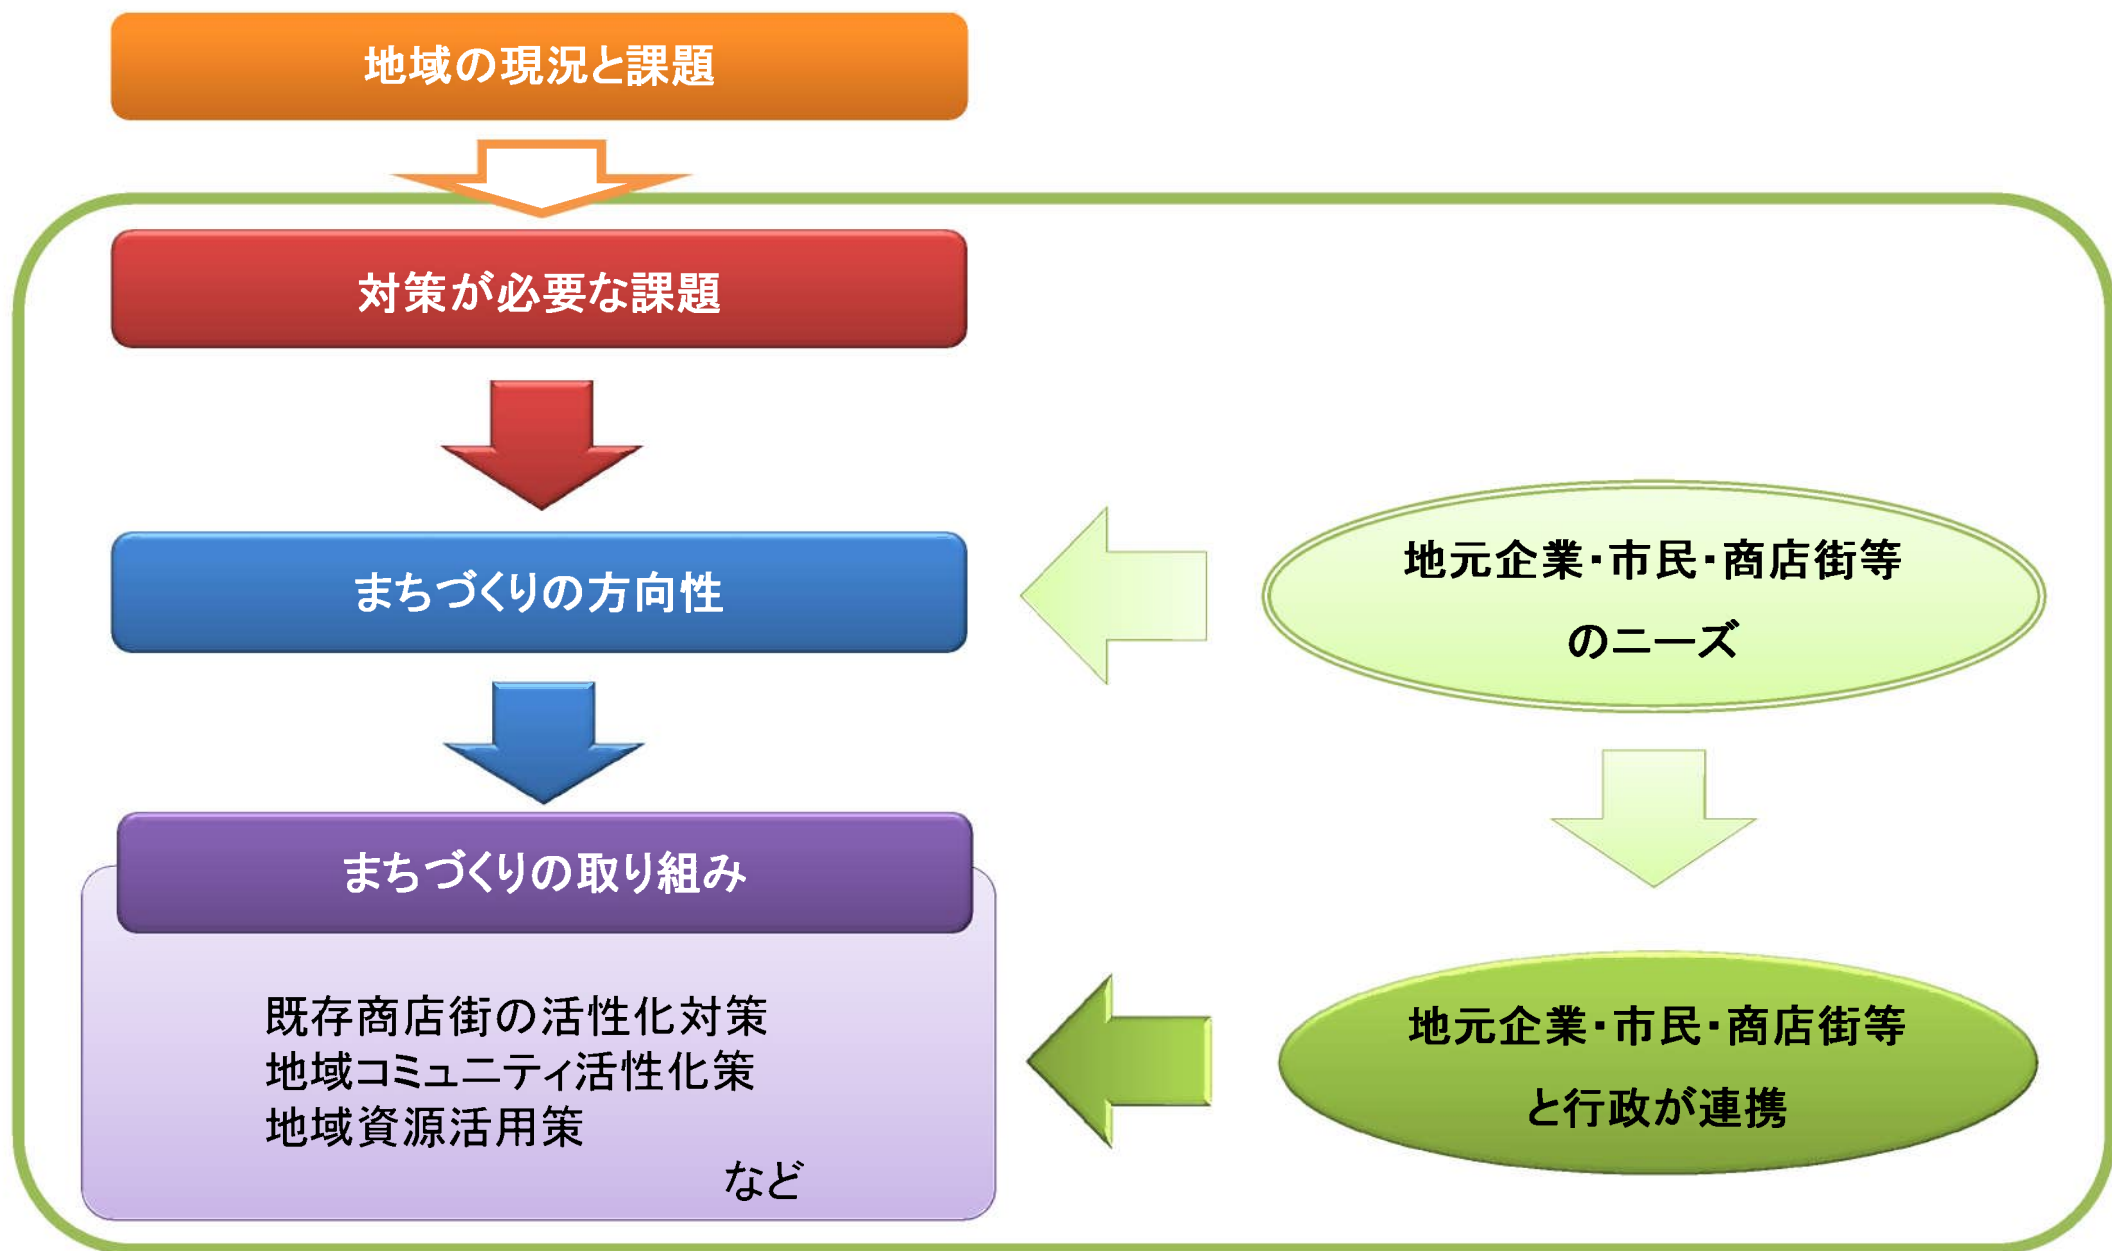 地域の現況と課題
対策が必要な課題
まちづくりの方向性
地元企業・市民・商店街等
のニーズ
まちづくりの取り組み
既存商店街の活性化対策
地域コミュニティ活性化策
地域資源活用策
など
地元企業・市民・商店街等
と行政が連携